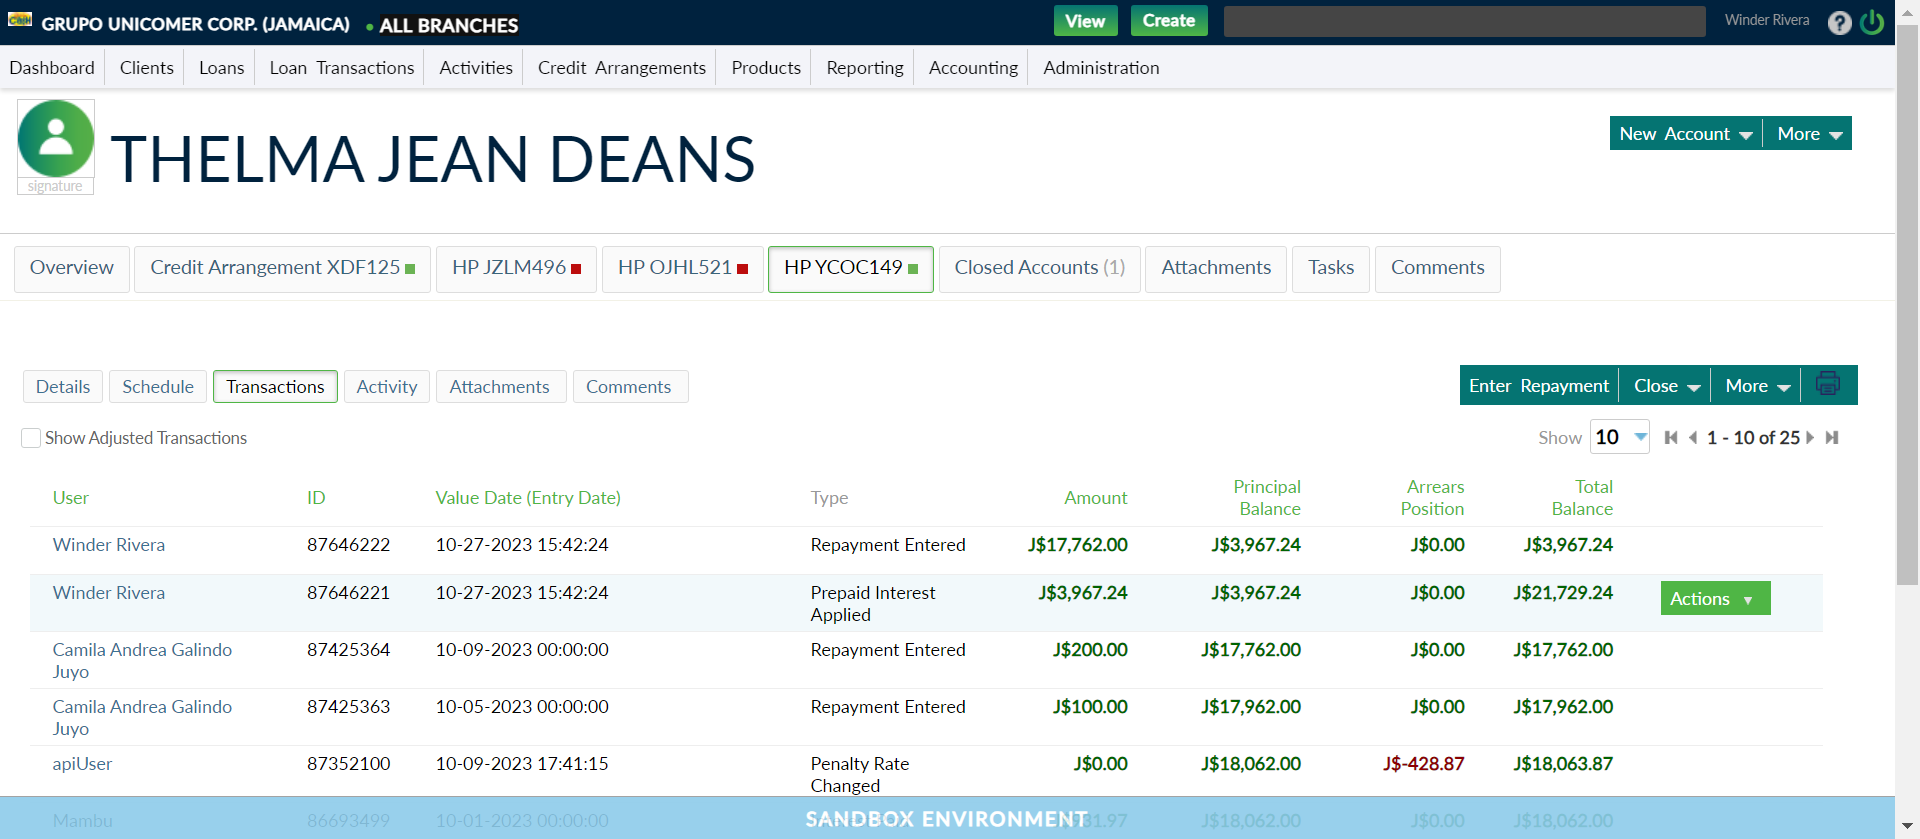 CaSH GRUPO UNICOMER CORP. (JAMAICA) • ALL BRANCHES View Create Winder Rivera ?
Dashboard Clients Loans Loan Transactions Activities Credit Arrangements Products Reporting Accounting Administration
signature
THELMA JEAN DEANS
New Account More
Overview Credit Arrangement XDF125 HP JZLM496 HP OJHL521 HP YCOC149 Closed Accounts (1) Attachments Tasks Comments
Details Schedule Transactions Activity Attachments Comments Enter Repayment Close More
Show Adjusted Transactions Show 10 1 - 10 of 25
User ID Value Date (Entry Date) Type Amount Principal Balance Arrears Position Total Balance
Winder Rivera 87646222 10-27-2023 15:42:24 Repayment Entered J$17,762.00 J$3,967.24 J$0.00 J$3,967.24
Winder Rivera 87646221 10-27-2023 15:42:24 Prepaid Interest Applied J$3,967.24 J$3,967.24 J$0.00 J$21,729.24 Actions ▼
Camila Andrea Galindo Juyo 87425364 10-09-2023 00:00:00 Repayment Entered J$200.00 J$17,762.00 J$0.00 J$17,762.00
Camila Andrea Galindo Juyo 87425363 10-05-2023 00:00:00 Repayment Entered J$100.00 J$17,962.00 J$0.00 J$17,962.00
apiUser 87352100 10-09-2023 17:41:15 Penalty Rate Changed J$0.00 J$18,062.00 J$-428.87 J$18,063.87
Mambu 86693499 10-01-2023 00:00:00 J$18,062.00 J$0.00 J$18,062.00
SANDBOX ENVIRONMENT